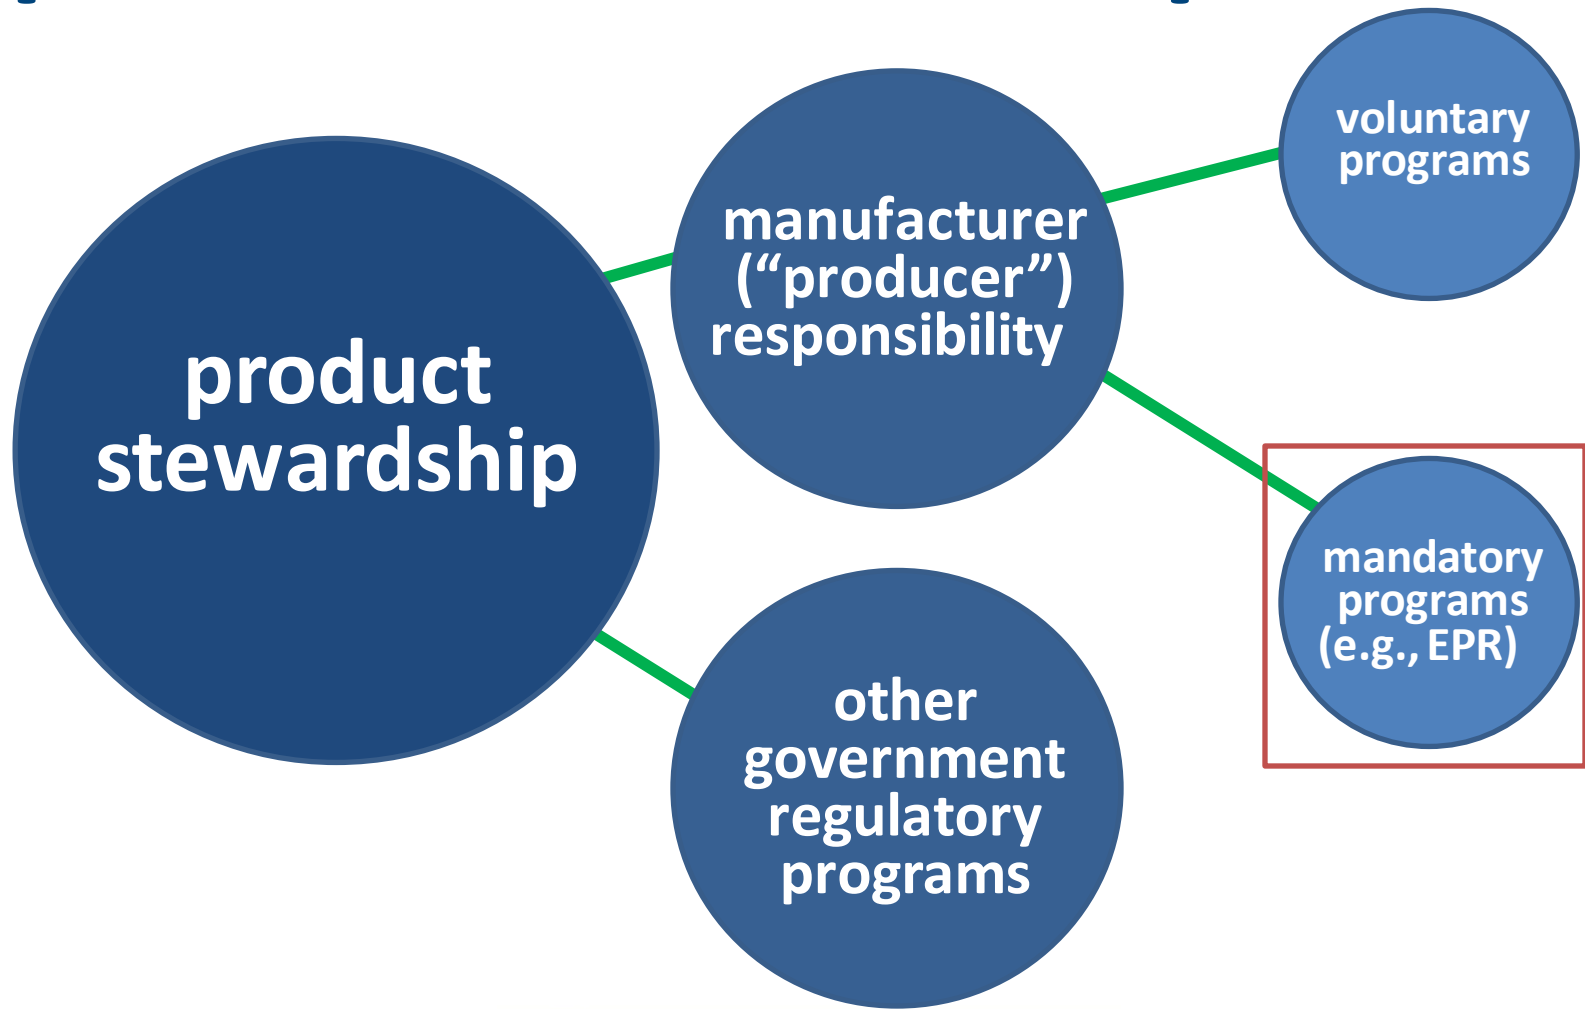 product
stewardship
manufacturer
(“producer”)
responsibility
other
government
regulatory
programs
voluntary
programs
mandatory
programs
(e.g., EPR)